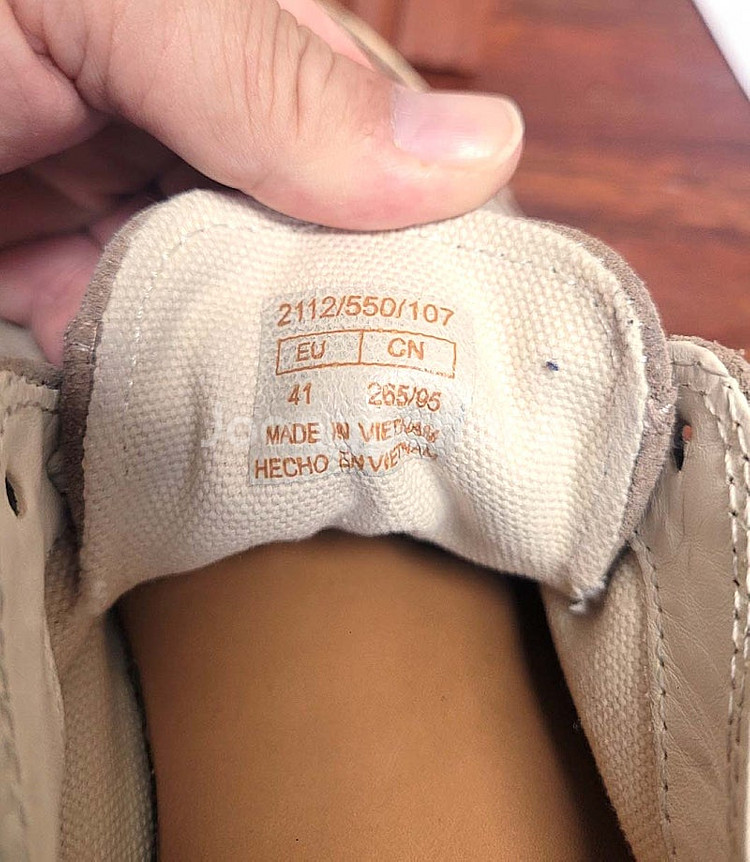 2112/550/107
EU CN
41 265/95
MADE IN VIETNAM
HECHO EN VIETNAM